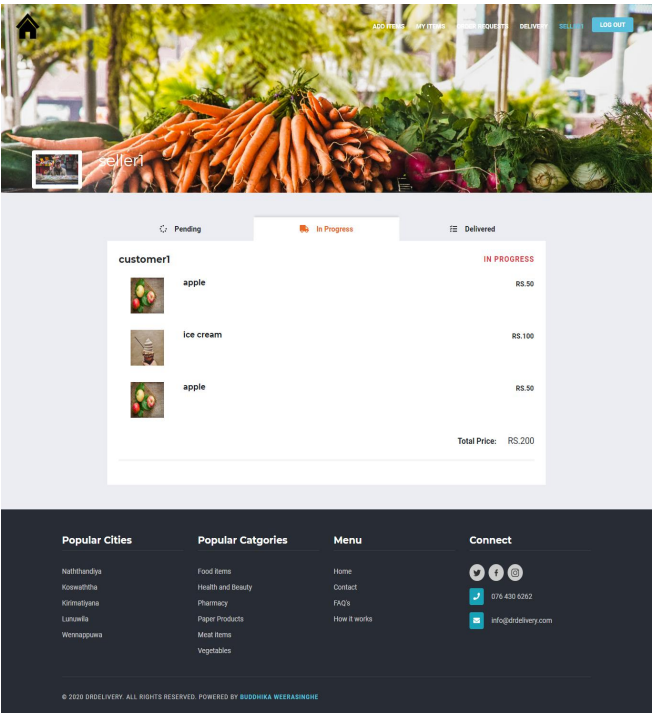 ADD ITEMS MY ITEMS ORDER REQUESTS DELIVERY SELLER1 LOG OUT
seller1
Pending In Progress Delivered
customer1 IN PROGRESS
apple RS.50
ice cream RS.100
apple RS.50
Total Price: RS.200
Popular Cities Popular Catgories Menu Connect
Naththandiya Food items Home
Koswaththa Health and Beauty Contact
Kirimatiyana Pharmacy FAQ's 076 430 6262
Lunuwila Paper Products How it works info@drdelivery.com
Wennappuwa Meat items
Vegetables
© 2020 DRDELIVERY. ALL RIGHTS RESERVED. POWERED BY BUDDHIKA WEERASINGHE